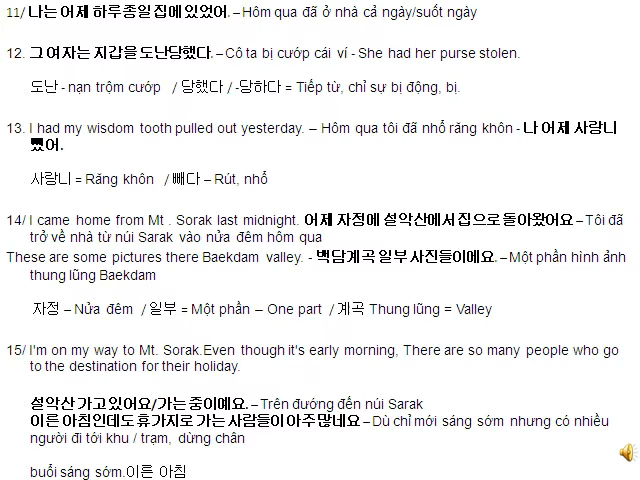 11/ 나는 어제 하루종일 집에 있었어. – Hôm qua đã ở nhà cả ngày/suốt ngày
12. 그 여자는 지갑을 도난당했다. – Cô ta bị cướp cái ví - She had her purse stolen.
도난 - nạn trộm cướp / 당했다 / -당하다 = Tiếp từ, chỉ sự bị động, bị.
13. I had my wisdom tooth pulled out yesterday. – Hôm qua tôi đã nhổ răng khôn - 나 어제 사랑니
뺐어.
사랑니 = Răng khôn / 빼다 – Rút, nhổ
14/ I came home from Mt . Sorak last midnight. 어제 자정에 설악산에서 집으로 돌아왔어요 – Tôi đã
trở về nhà từ núi Sarak vào nửa đêm hôm qua
These are some pictures there Baekdam valley. - 백담계곡 일부 사진들이에요. – Một phần hình ảnh
thung lũng Baekdam
자정 – Nửa đêm / 일부 = Một phần – One part / 계곡 Thung lũng = Valley
15/ I'm on my way to Mt. Sorak.Even though it's early morning, There are so many people who go
to the destination for their holiday.
설악산 가고 있어요/가는 중이에요. – Trên đướng đến núi Sarak
이른 아침인데도 휴가지로 가는 사람들이 아주 많네요 – Dù chỉ mới sáng sớm nhưng có nhiều
người đi tới khu / trạm, dừng chân
buổi sáng sớm.이른 아침